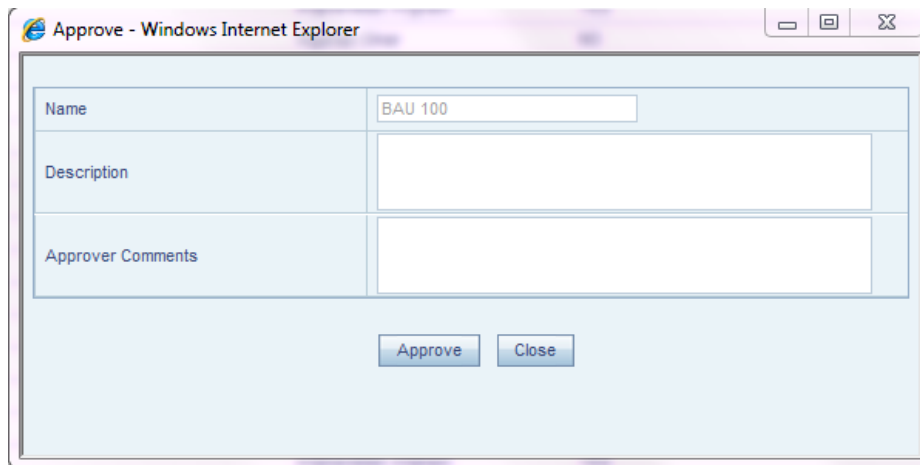 Approve - Windows Internet Explorer
Name
BAU 100
Description
Approver Comments
Approve
Close